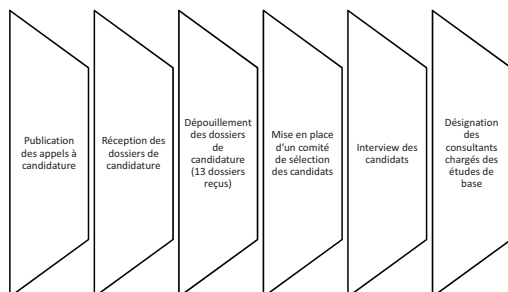 Publication
des appels à
candidature
Réception des
dossiers de
candidature
Dépouillement
des dossiers
de
candidature
(13 dossiers
reçus)
Mise en place
d'un comité
de sélection
des candidats
Interview des
candidats
Désignation
des
consultants
chargés des
études de
base